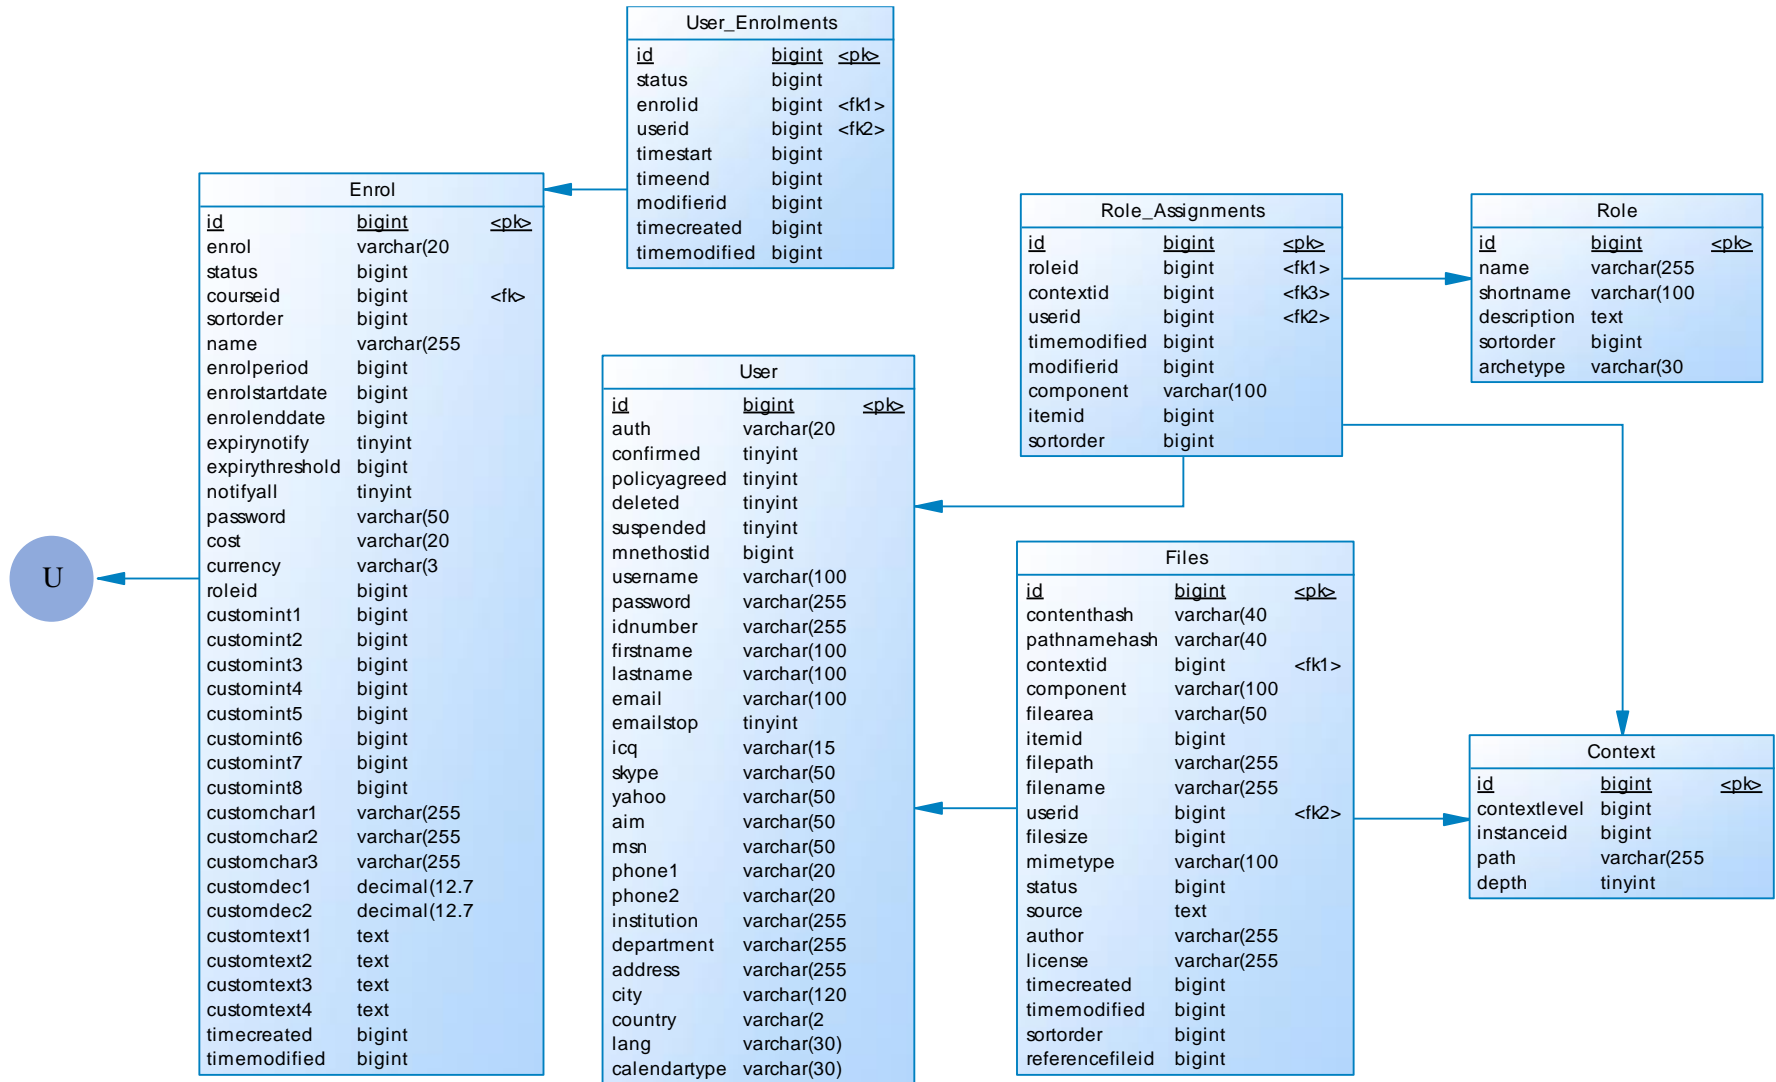 User_Enrolments
id bigint <pk>
status bigint
enrolid bigint <fk1>
userid bigint <fk2>
timestart bigint
timeend bigint
modifierid bigint
timecreated bigint
timemodified bigint
Enrol
id bigint <pk>
enrol varchar(20
status bigint
courseid bigint <fk>
sortorder bigint
name varchar(255
enrolperiod bigint
enrolstartdate bigint
enrolenddate bigint
expirynotify tinyint
expirythreshold bigint
notifyall tinyint
password varchar(50
cost varchar(20
currency varchar(3
roleid bigint
customint1 bigint
customint2 bigint
customint3 bigint
customint4 bigint
customint5 bigint
customint6 bigint
customint7 bigint
customint8 bigint
customchar1 varchar(255
customchar2 varchar(255
customchar3 varchar(255
customdec1 decimal(12.7
customdec2 decimal(12.7
customtext1 text
customtext2 text
customtext3 text
customtext4 text
timecreated bigint
timemodified bigint
U
User
id bigint <pk>
auth varchar(20
confirmed tinyint
policyagreed tinyint
deleted tinyint
suspended tinyint
mnethostid bigint
username varchar(100
password varchar(255
idnumber varchar(255
firstname varchar(100
lastname varchar(100
email varchar(100
emailstop tinyint
icq varchar(15
skype varchar(50
yahoo varchar(50
aim varchar(50
msn varchar(50
phone1 varchar(20
phone2 varchar(20
institution varchar(255
department varchar(255
address varchar(255
city varchar(120
country varchar(2
lang varchar(30)
calendartype varchar(30)
Role_Assignments
id bigint <pk>
roleid bigint <fk1>
contextid bigint <fk3>
userid bigint <fk2>
timemodified bigint
modifierid bigint
component varchar(100
itemid bigint
sortorder bigint
Role
id bigint <pk>
name varchar(255
shortname varchar(100
description text
sortorder bigint
archetype varchar(30
Files
id bigint <pk>
contenthash varchar(40
pathnamehash varchar(40
contextid bigint <fk1>
component varchar(100
filearea varchar(50
itemid bigint
filepath varchar(255
filename varchar(255
userid bigint <fk2>
filesize bigint
mimetype varchar(100
status bigint
source text
author varchar(255
license varchar(255
timecreated bigint
timemodified bigint
sortorder bigint
referencefileid bigint
Context
id bigint <pk>
contextlevel bigint
instanceid bigint
path varchar(255
depth tinyint